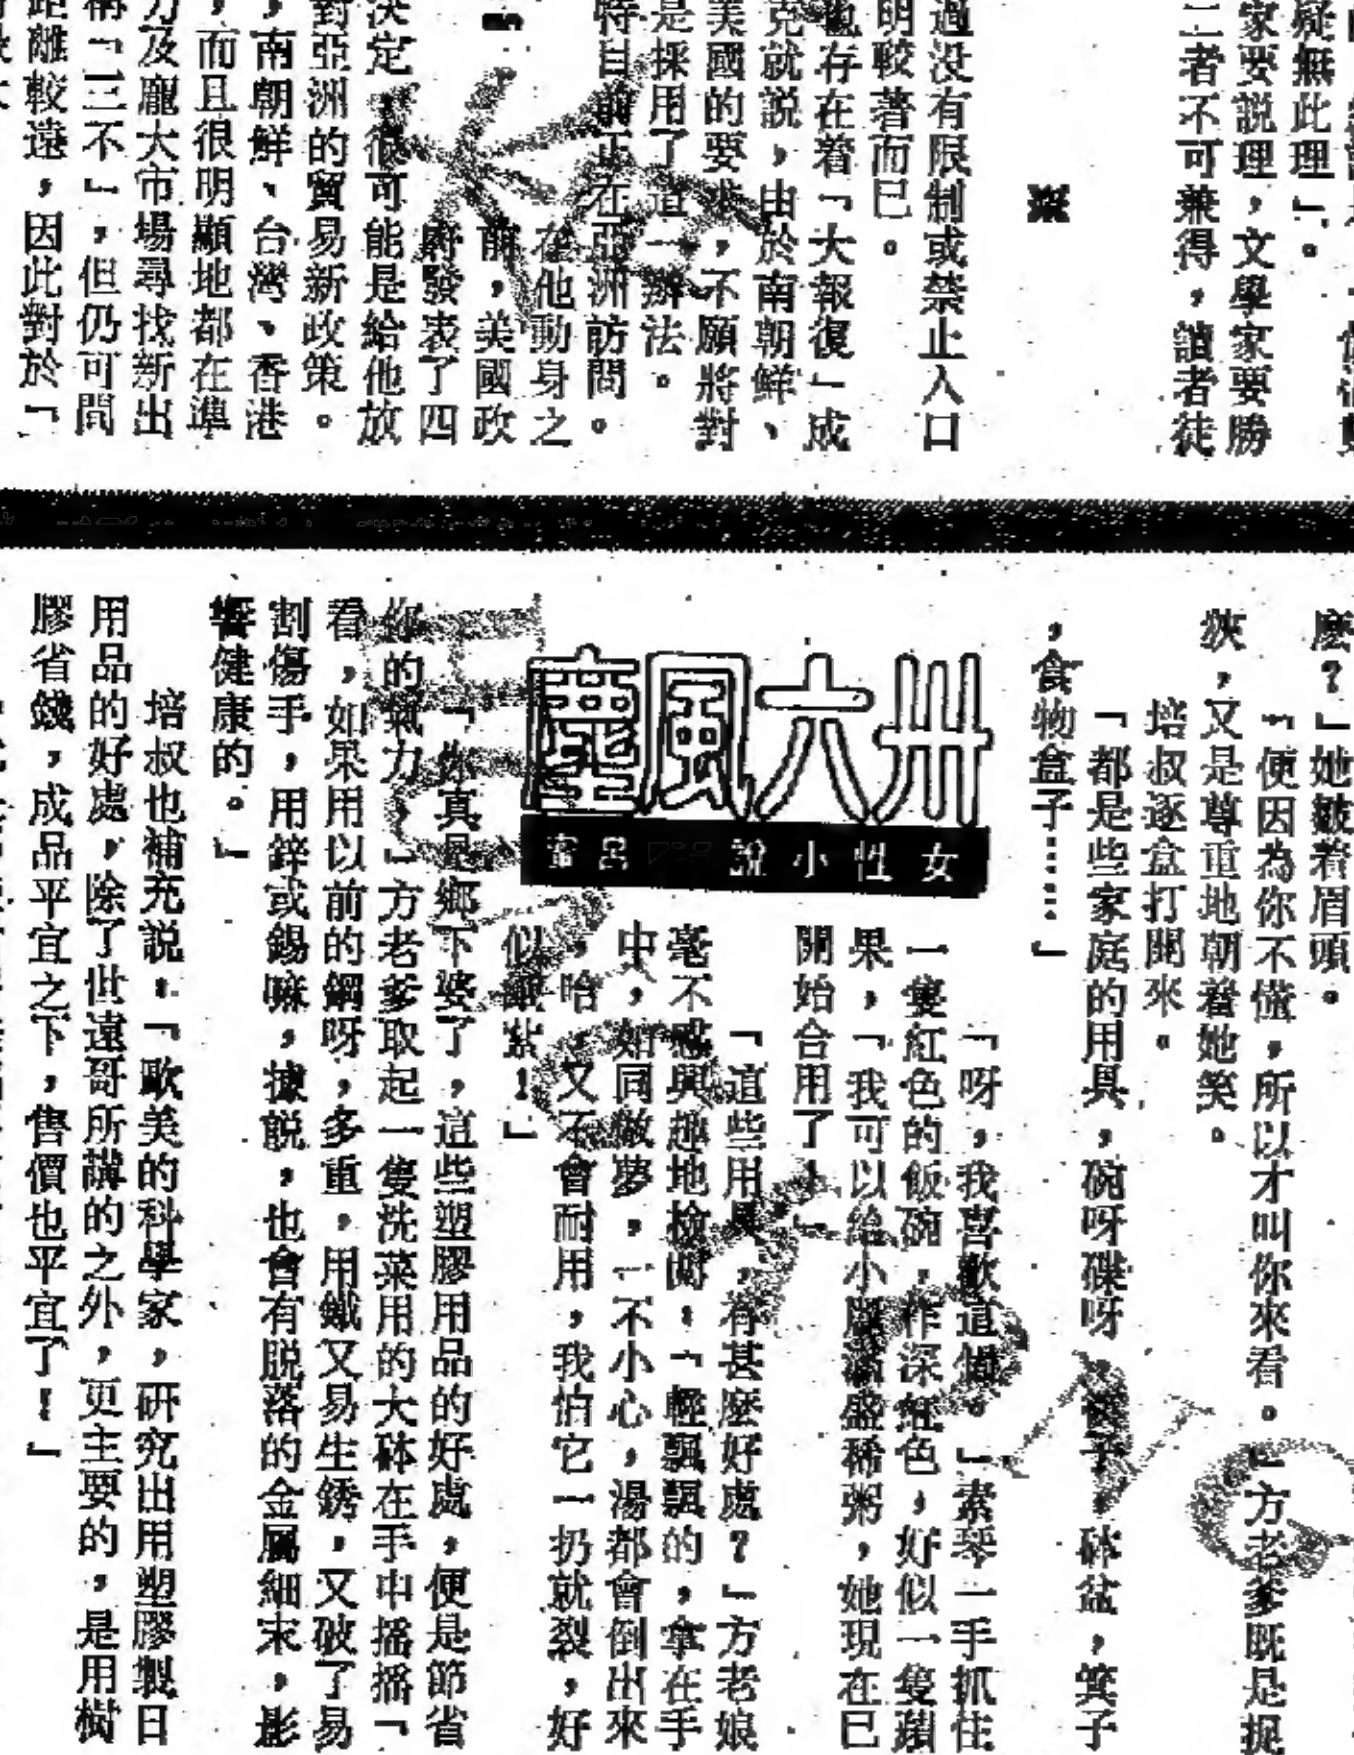 疑無此理」。
家要說理，文學家要勝
二者不可兼得，讀者徒
過没有限制或禁止入口
明較著而已。
存在着「大報復」成
克就説，由於南朝鮮、
美國的要求，不願將對
是採用了這一辦法。
特自前正在亞洲訪問。
在他動身之
前，美國政
府發表了四
決定，很可能是給他放
對亞洲的貿易新政策。
，南朝鮮、台灣、香港
，而且很明顯地都在準
力及龐大市場尋找新出
稱「三不」，但仍可間
距離較遠，因此對於「
麼？」她皺着眉頭。
「便因為你不懂，所以才叫你來看。」方老爹既是捉
狹，又是尊重地朝着她笑。
培叔逐盒打開來。
「都是些家庭的用具，碗呀碟呀、筷子，砵盆，箕子
，食物盒子……」
卅六風塵
女性小說 呂
「呀，我喜歡這個。」素琴一手抓住
一隻紅色的飯碗，作深紅色，好似一隻蘋
果，「我可以給小團滿盛稀粥，她現在已
開始合用了！」
「這些用具，有甚麼好處？」方老娘
毫不感興趣地檢閱，「輕飄飄的，拿在手
中，如同做夢，一不小心，湯都會倒出來
，哈，又不會耐用，我怕它一扔就裂，好
似紙紮！」
「你真是鄉下婆了，這些塑膠用品的好處，便是節省
你的氣力」方老爹取起一隻洗菜用的大砵在手中搖搖「
看，如果用以前的鋼呀，多重，用鐵又易生銹，又破了易
割傷手，用鋅或錫嘛，據說，也會有脱落的金屬細末，影
響健康的。」
培叔也補充説：「歐美的科學家，研究出用塑膠製日
用品的好處，除了世遠哥所講的之外，更主要的，是用樹
膠省錢，成品平宜之下，售價也平宜了！」